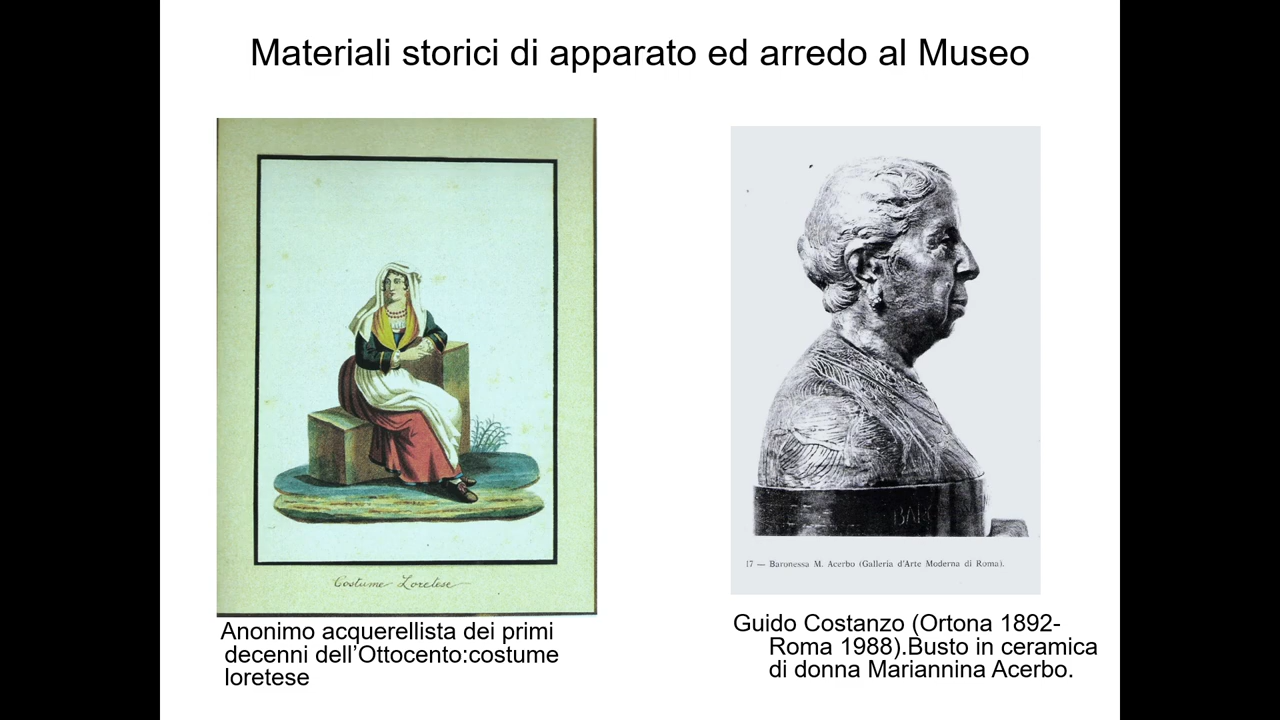 Materiali storici di apparato ed arredo al Museo
Costume Loretese
Anonimo acquerellista dei primi
decenni dell’Ottocento:costume
loretese
BAR
17 — Baronessa M. Acerbo (Galleria d'Arte Moderna di Roma).
Guido Costanzo (Ortona 1892-
Roma 1988).Busto in ceramica
di donna Mariannina Acerbo.